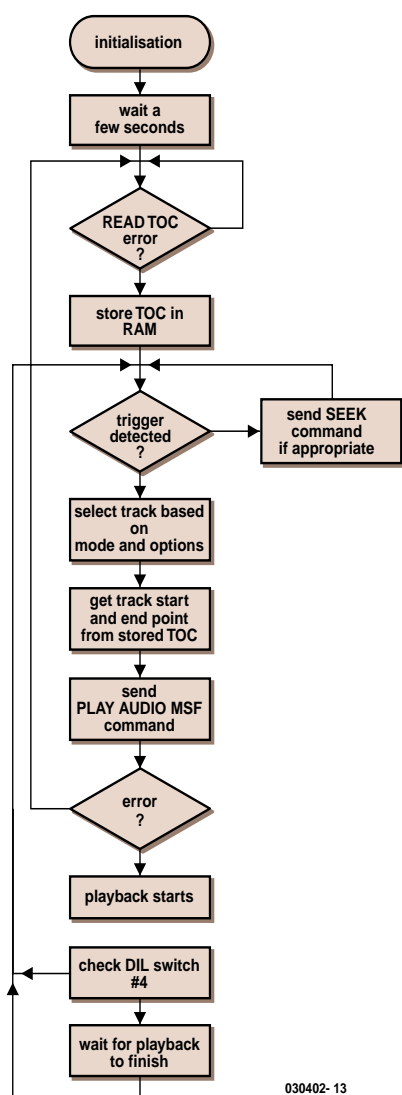 initialisation
wait a
few seconds
READ TOC
error
?
store TOC in
RAM
trigger
detected
?
send SEEK
command
if appropriate
select track based
on
mode and options
get track start
and end point
from stored TOC
send
PLAY AUDIO MSF
command
error
?
playback starts
check DIL switch
#4
wait for playback
to finish
030402- 13